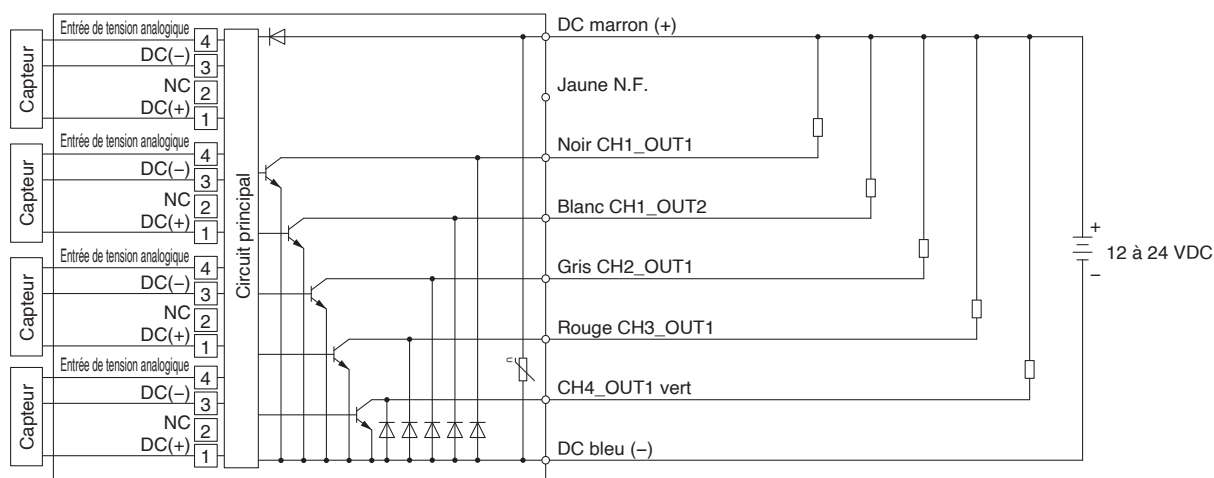 Capteur
Entrée de tension analogique
4
DC(−)
3
NC
2
DC(+)
1
Capteur
Entrée de tension analogique
4
DC(−)
3
NC
2
DC(+)
1
Capteur
Entrée de tension analogique
4
DC(−)
3
NC
2
DC(+)
1
Capteur
Entrée de tension analogique
4
DC(−)
3
NC
2
DC(+)
1
Circuit principal
U
DC marron (+)
Jaune N.F.
Noir CH1_OUT1
Blanc CH1_OUT2
Gris CH2_OUT1
Rouge CH3_OUT1
CH4_OUT1 vert
DC bleu (−)
+
12 à 24 VDC
−